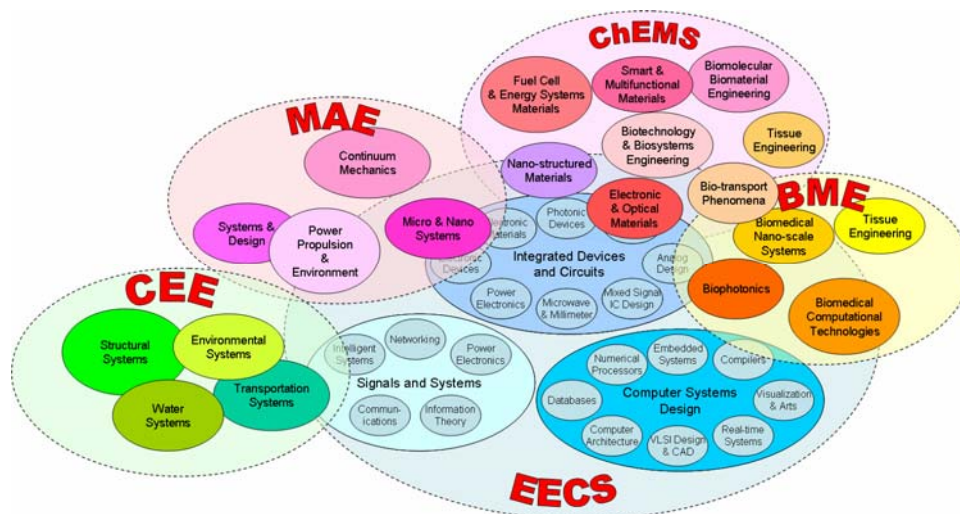 ChEMS
Fuel Cell
& Energy Systems
Materials
Smart &
Multifunctional
Materials
Biomolecular
Biomaterial
Engineering
Biotechnology
& Biosystems
Engineering
Tissue
Engineering
Nano-structured
Materials
Electronic
& Optical
Materials
Bio-transport
Phenomena
MAE
Continuum
Mechanics
Systems &
Design
Power
Propulsion
&
Environment
Micro & Nano
Systems
BME
Biomedical
Nano-scale
Systems
Tissue
Engineering
Biophotonics
Biomedical
Computational
Technologies
Photonic
Devices
Devices
Integrated Devices
and Circuits
Analog
Design
Power
Electronics
Microwave
& Millimeter
Mixed Signal
IC Design
CEE
Structural
Systems
Environmental
Systems
Water
Systems
Transportation
Systems
Intelligent
Systems
Networking
Power
Electronics
Signals and Systems
Commun-
ications
Information
Theory
Numerical
Processors
Embedded
Systems
Compilers
Databases
Computer Systems
Design
Visualization
& Arts
Computer
Architecture
VLSI Design
& CAD
Real-time
Systems
EECS